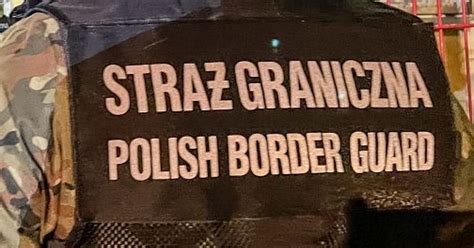 STRAŻ GRANICZNA
POLISH BORDER GUARD